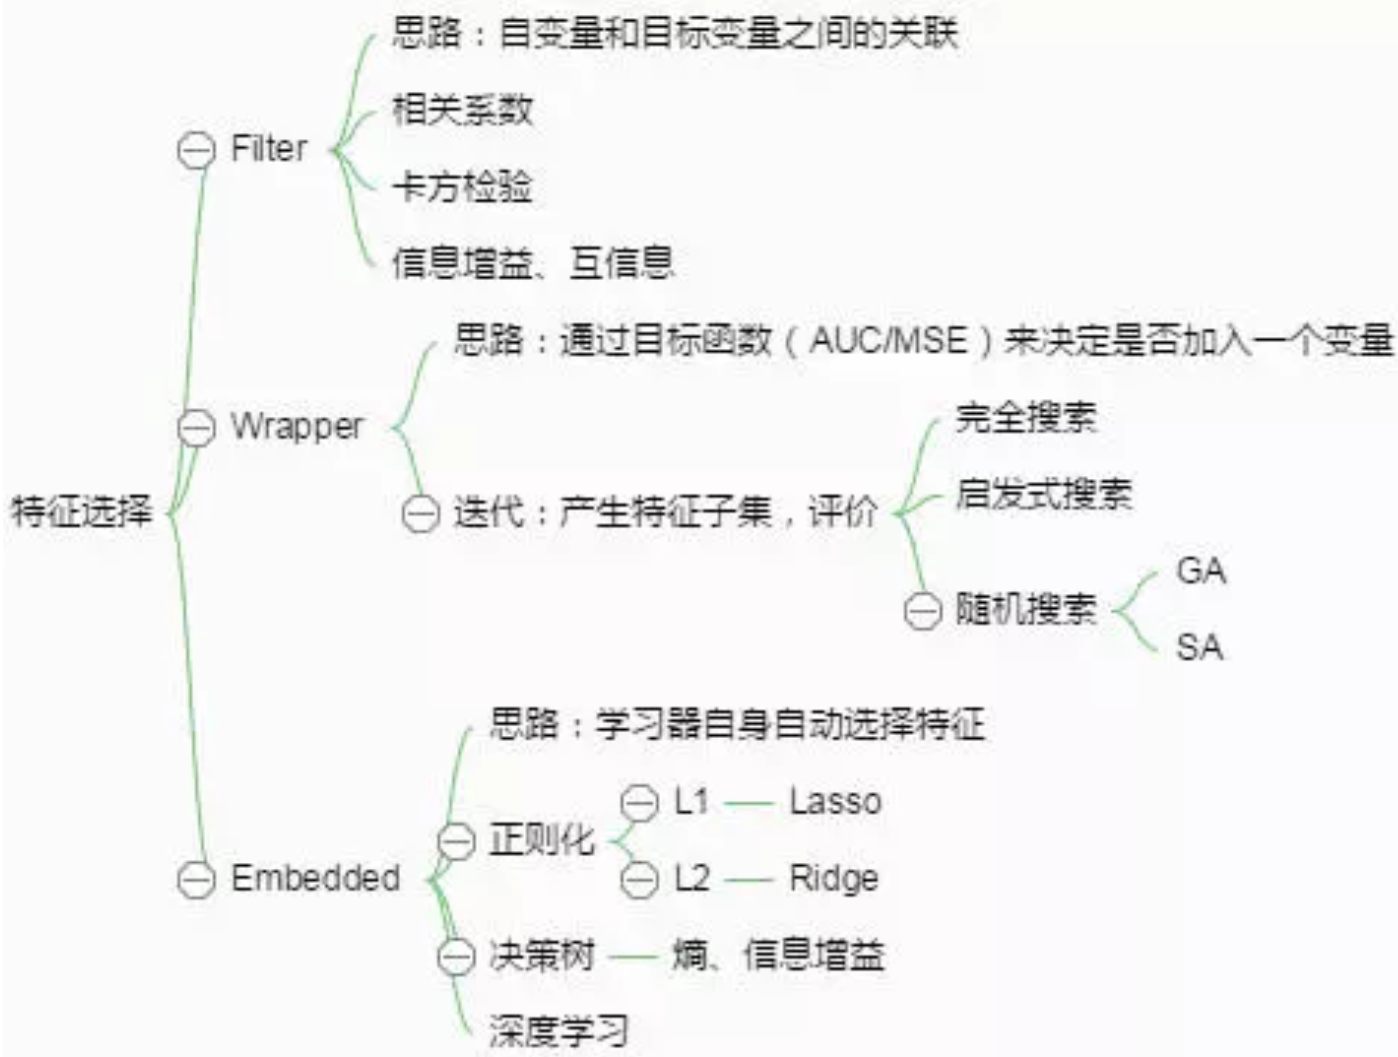 思路：自变量和目标变量之间的关联
相关系数
Filter
卡方检验
信息增益、互信息
思路：通过目标函数（AUC/MSE）来决定是否加入一个变量
完全搜索
Wrapper
启发式搜索
特征选择
迭代：产生特征子集，评价
GA
随机搜索
SA
思路：学习器自身自动选择特征
L1
Lasso
正则化
L2
Ridge
Embedded
决策树
熵、信息增益
深度学习